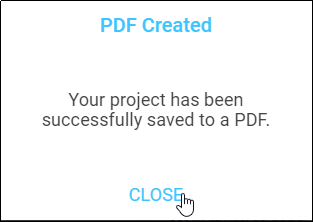 PDF Created
Your project has been
successfully saved to a PDF.
CLOSE